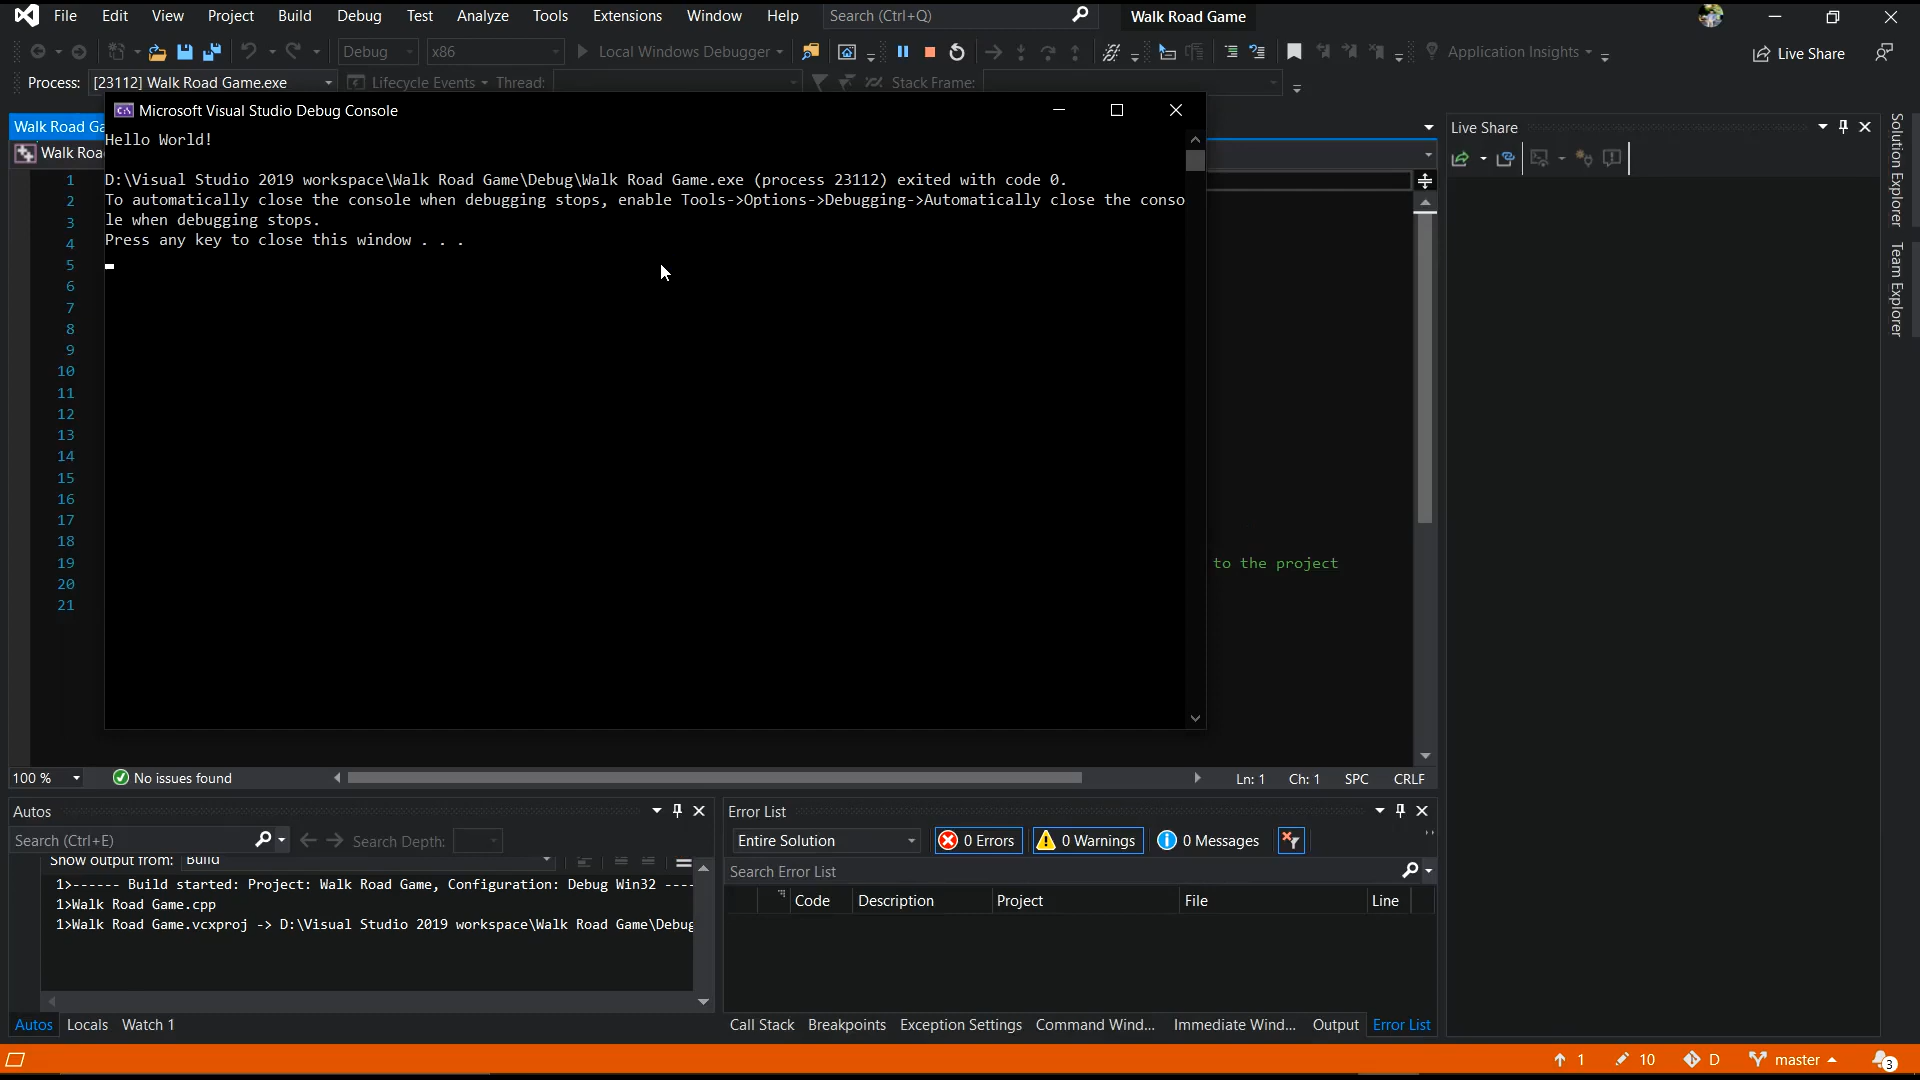 File Edit View Project Build Debug Test Analyze Tools Extensions Window Help Search (Ctrl+Q) Walk Road Game
Debug x86 Local Windows Debugger Application Insights Live Share
Process: [23112] Walk Road Game.exe Lifecycle Events Thread: Stack Frame:
Microsoft Visual Studio Debug Console
Walk Road Ga
Walk Roa
Hello World!
D:\Visual Studio 2019 workspace\Walk Road Game\Debug\Walk Road Game.exe (process 23112) exited with code 0.
To automatically close the console when debugging stops, enable Tools->Options->Debugging->Automatically close the conso
le when debugging stops.
Press any key to close this window . . .
1
2
3
4
5
6
7
8
9
10
11
12
13
14
15
16
17
18
19
20
21
to the project
Live Share
Solution Explorer
Team Explorer
100 % No issues found Ln: 1 Ch: 1 SPC CRLF
Autos
Search (Ctrl+E) Search Depth:
Show output from: Build
1>------ Build started: Project: Walk Road Game, Configuration: Debug Win32 ----
1>Walk Road Game.cpp
1>Walk Road Game.vcxproj -> D:\Visual Studio 2019 workspace\Walk Road Game\Debug
Autos Locals Watch 1
Error List
Entire Solution 0 Errors 0 Warnings 0 Messages
Search Error List
Code Description Project File Line
Call Stack Breakpoints Exception Settings Command Wind... Immediate Wind... Output Error List
1 10 D master 3